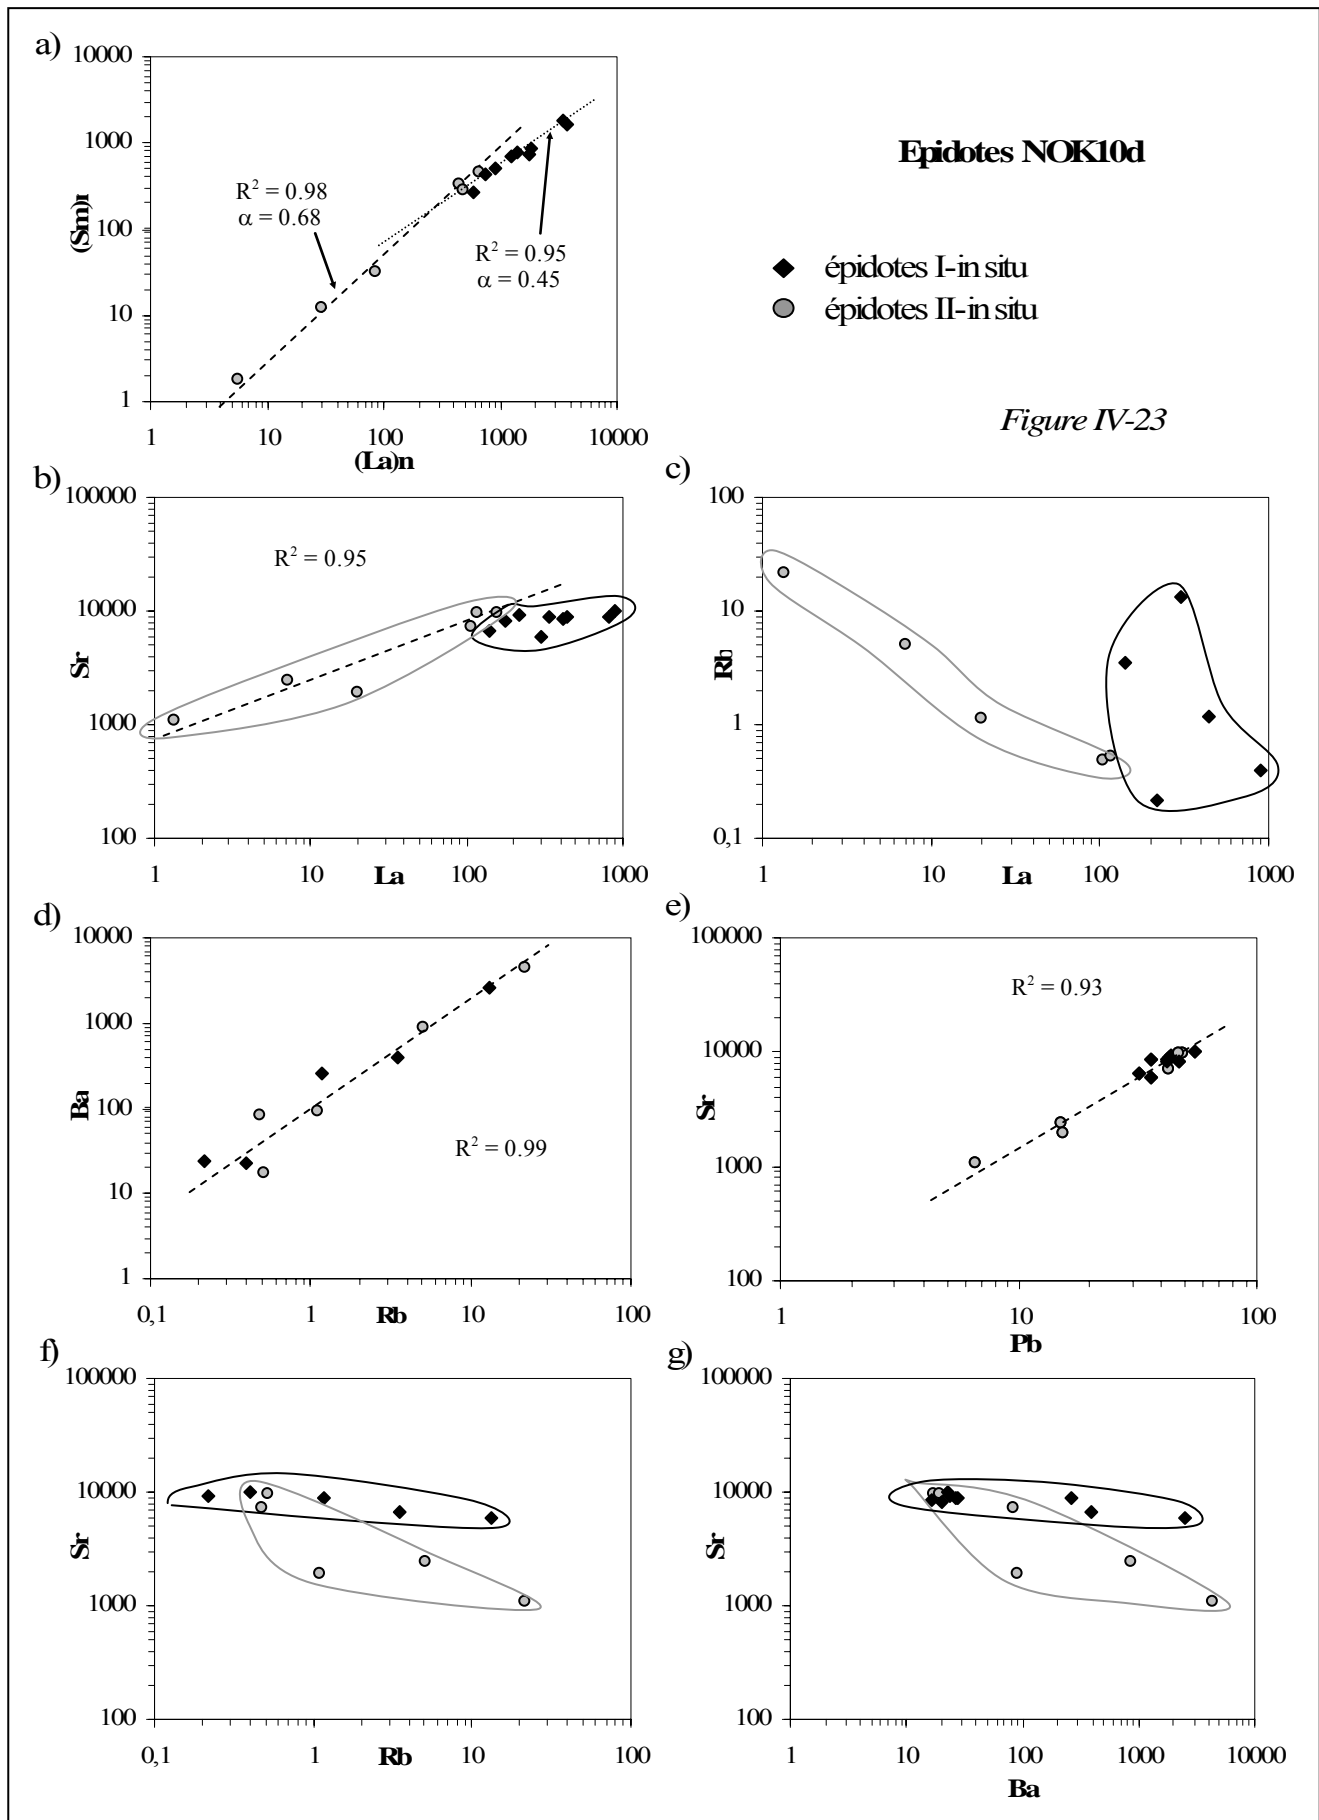 a)
10000
1000
100
10
1
(Sm)n
R² = 0.98
α = 0.68
R² = 0.95
α = 0.45
1 10 100 1000 10000
(La)n
Epidotes NOK10d
épidotes I-in situ
épidotes II-in situ
Figure IV-23
b)
100000
10000
1000
100
Sr
R² = 0.95
1 10 100 1000
La
c)
100
10
1
0,1
Rb
1 10 100 1000
La
d)
10000
1000
100
10
1
Ba
R² = 0.99
0,1 1 10 100
Rb
e)
100000
10000
1000
100
Sr
R² = 0.93
1 10 100
Pb
f)
100000
10000
1000
100
Sr
0,1 1 10 100
Rb
g)
100000
10000
1000
100
Sr
1 10 100 1000 10000
Ba